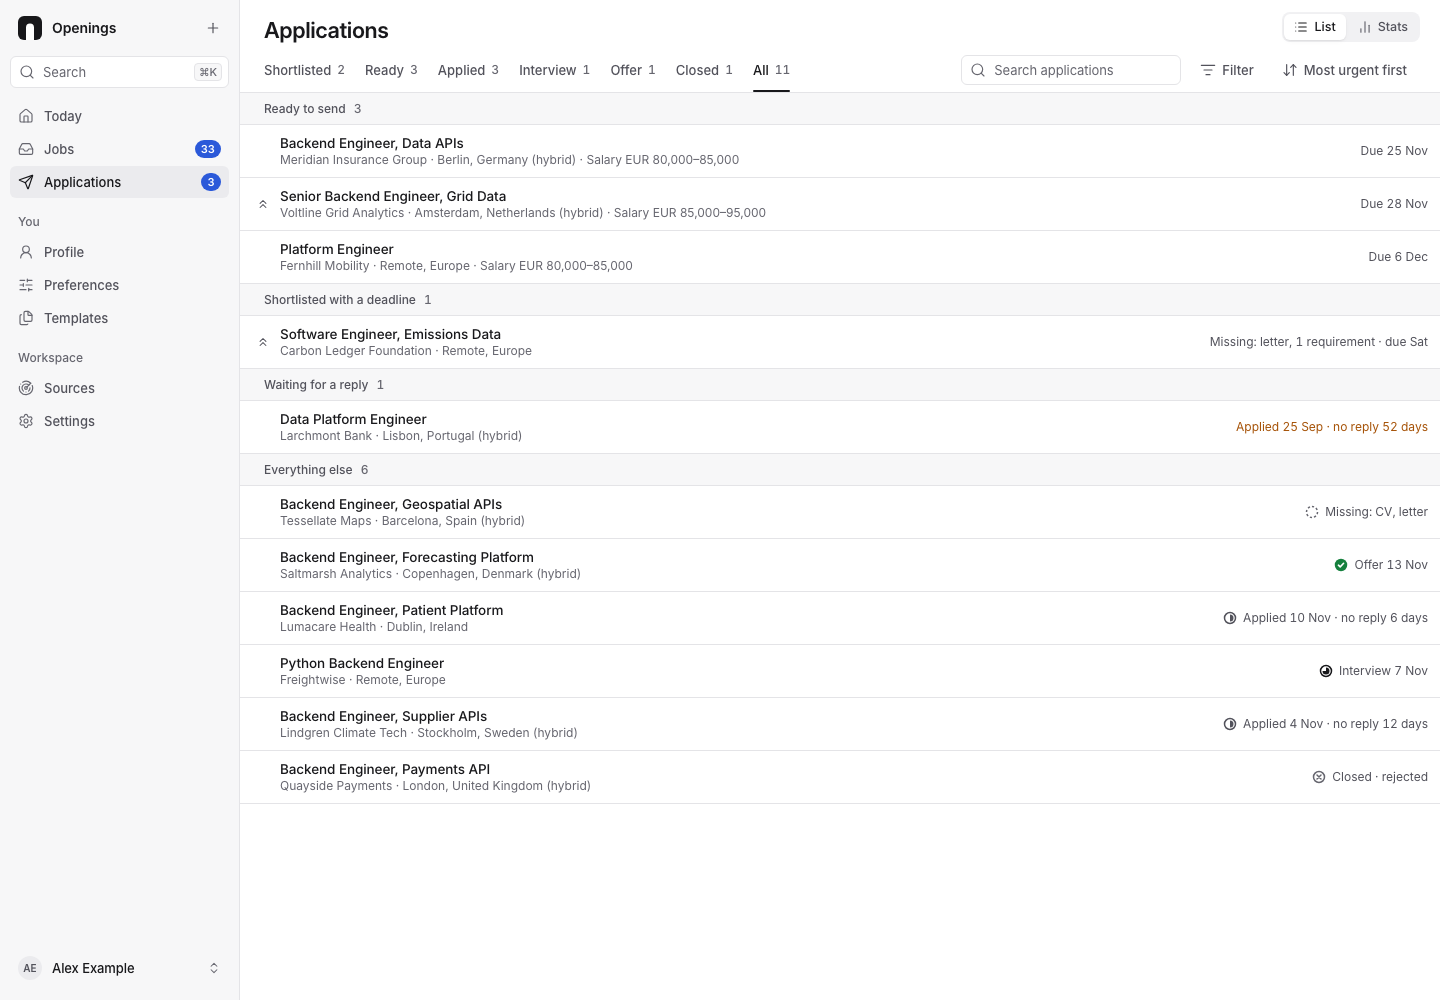 Openings
Search ⌘K
Today
Jobs 33
Applications 3
You
Profile
Preferences
Templates
Workspace
Sources
Settings
AE Alex Example
Applications
List Stats
Shortlisted 2 Ready 3 Applied 3 Interview 1 Offer 1 Closed 1 All 11
Search applications Filter Most urgent first
Ready to send 3
Backend Engineer, Data APIs
Meridian Insurance Group · Berlin, Germany (hybrid) · Salary EUR 80,000–85,000
Due 25 Nov
Senior Backend Engineer, Grid Data
Voltline Grid Analytics · Amsterdam, Netherlands (hybrid) · Salary EUR 85,000–95,000
Due 28 Nov
Platform Engineer
Fernhill Mobility · Remote, Europe · Salary EUR 80,000–85,000
Due 6 Dec
Shortlisted with a deadline 1
Software Engineer, Emissions Data
Carbon Ledger Foundation · Remote, Europe
Missing: letter, 1 requirement · due Sat
Waiting for a reply 1
Data Platform Engineer
Larchmont Bank · Lisbon, Portugal (hybrid)
Applied 25 Sep · no reply 52 days
Everything else 6
Backend Engineer, Geospatial APIs
Tessellate Maps · Barcelona, Spain (hybrid)
Missing: CV, letter
Backend Engineer, Forecasting Platform
Saltmarsh Analytics · Copenhagen, Denmark (hybrid)
Offer 13 Nov
Backend Engineer, Patient Platform
Lumacare Health · Dublin, Ireland
Applied 10 Nov · no reply 6 days
Python Backend Engineer
Freightwise · Remote, Europe
Interview 7 Nov
Backend Engineer, Supplier APIs
Lindgren Climate Tech · Stockholm, Sweden (hybrid)
Applied 4 Nov · no reply 12 days
Backend Engineer, Payments API
Quayside Payments · London, United Kingdom (hybrid)
Closed · rejected